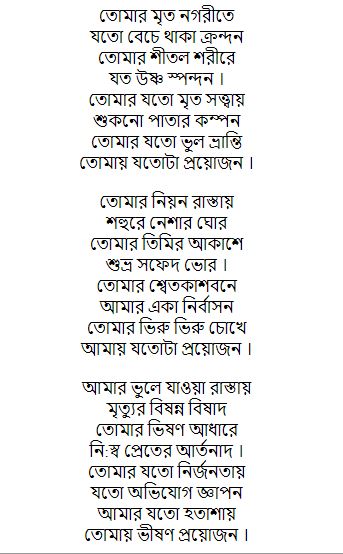 তোমার মৃত নগরীতে
যতো বেচে থাকা ক্রন্দন
তোমার শীতল শরীরে
যত উষ্ণ স্পন্দন।
তোমার যতো মৃত সত্বায়
শুকনো পাতার কম্পন
তোমার যতো ভুল ভ্রান্তি
তোমায় যতোটা প্রয়োজন।
তোমার নিয়ন রাস্তায়
শহুরে নেশার ঘোর
তোমার তিমির আকাশে
শুভ্র সফেদ ভোর।
তোমার শ্বেতকাশবনে
আমার একা নির্বাসন
তোমার ভিরু ভিরু চোখে
আমায় যতোটা প্রয়োজন।
আমার ভুলে যাওয়া রাস্তায়
মৃত্যুর বিষন্ন বিষাদ
তোমার ভিষণ আধারে
নি:স্ব প্রেতের আর্তনাদ।
তোমার যতো নির্জনতায়
যতো অভিযোগ জ্ঞাপন
আমার যতো হতাশায়
তোমায় ভীষণ প্রয়োজন।